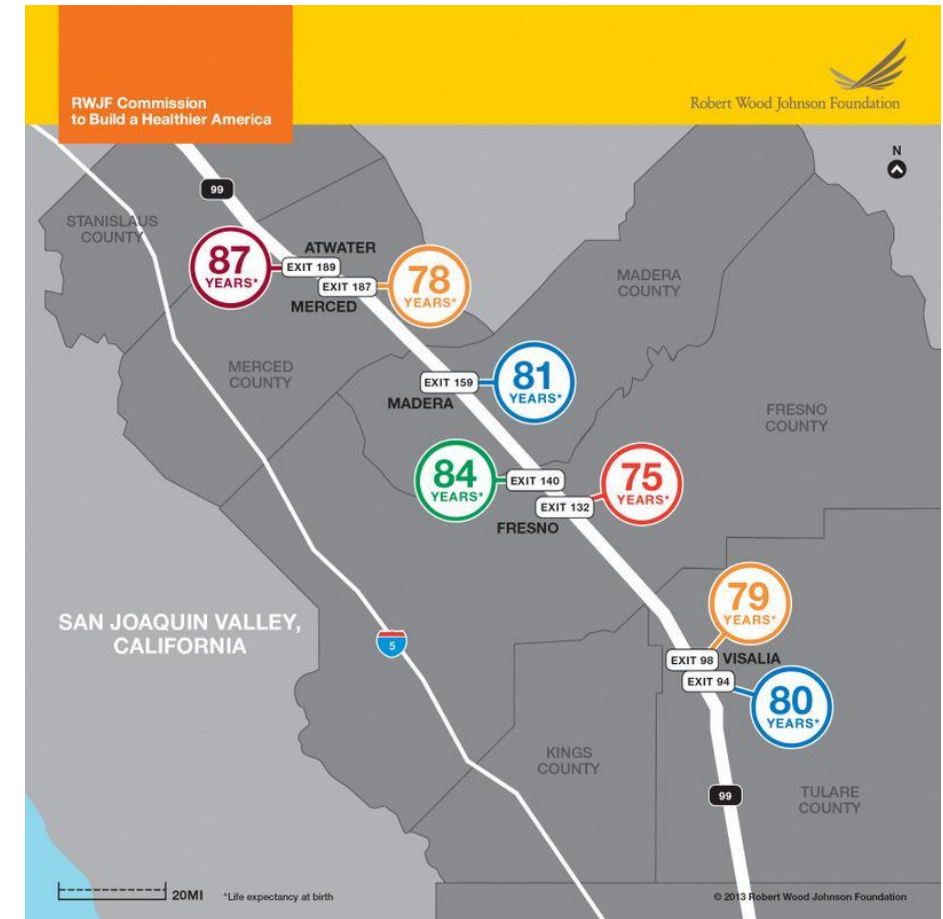 RWJF Commission
to Build a Healthier America
Robert Wood Johnson Foundation
N
99
STANISLAUS
COUNTY
ATWATER
87
YEARS*
EXIT 189
EXIT 187
78
YEARS*
MERCED
MADERA
COUNTY
MERCED
COUNTY
EXIT 159
81
YEARS*
MADERA
FRESNO
COUNTY
84
YEARS*
EXIT 140
75
YEARS*
EXIT 132
FRESNO
79
YEARS*
SAN JOAQUIN VALLEY,
CALIFORNIA
5
EXIT 98
VISALIA
EXIT 94
80
YEARS*
KINGS
COUNTY
99
TULARE
COUNTY
20MI
*Life expectancy at birth
© 2013 Robert Wood Johnson Foundation